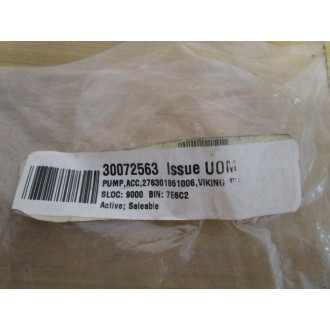 30072563 Issue UOM
PUMP,ACC,276301861006,VIKING
SLOC: 9000 BIN: 7E6C2
Active; Saleable